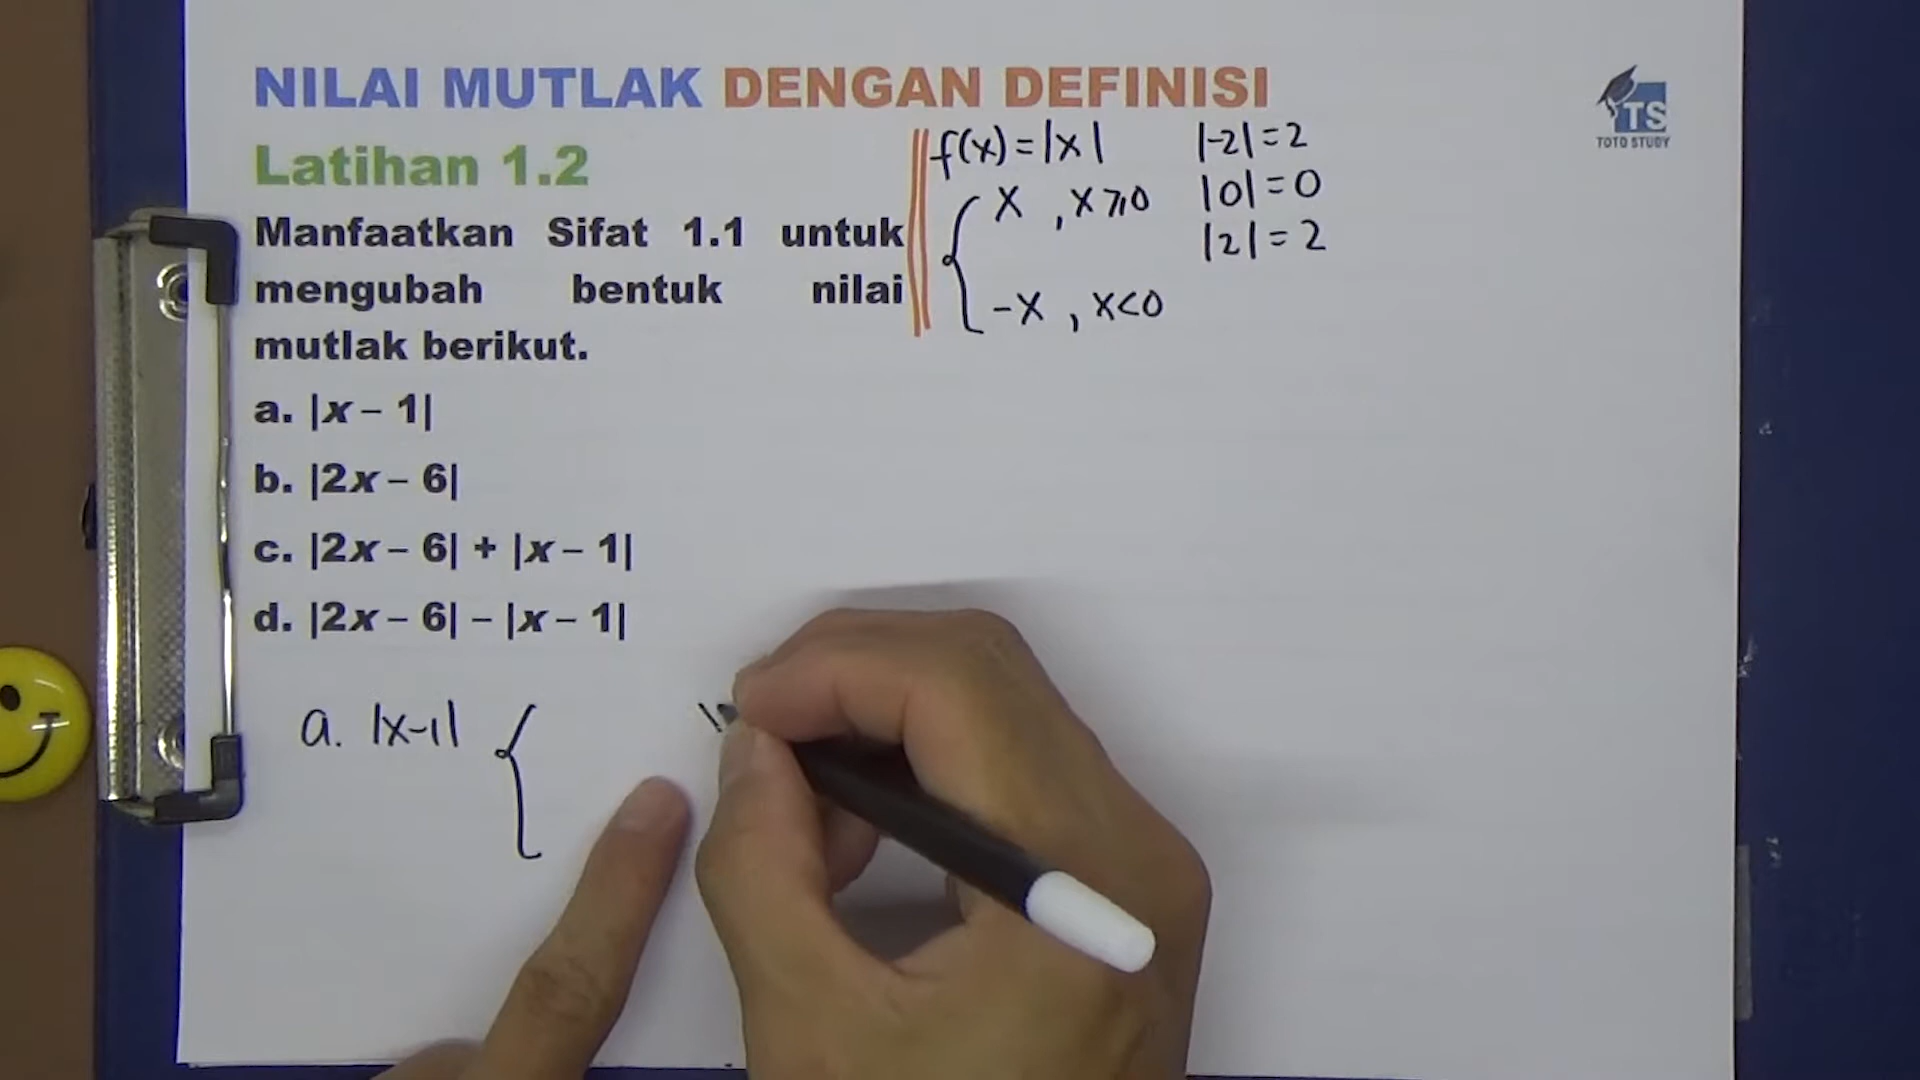 NILAI MUTLAK DENGAN DEFINISI
TS
TOTO STUDY
Latihan 1.2
Manfaatkan Sifat 1.1 untuk
mengubah bentuk nilai
mutlak berikut.
f(x) = |x|
x , x ≥ 0
-x , x < 0
|-2| = 2
|0| = 0
|2| = 2
a. |x – 1|
b. |2x – 6|
c. |2x – 6| + |x – 1|
d. |2x – 6| – |x – 1|
a. |x-1| {